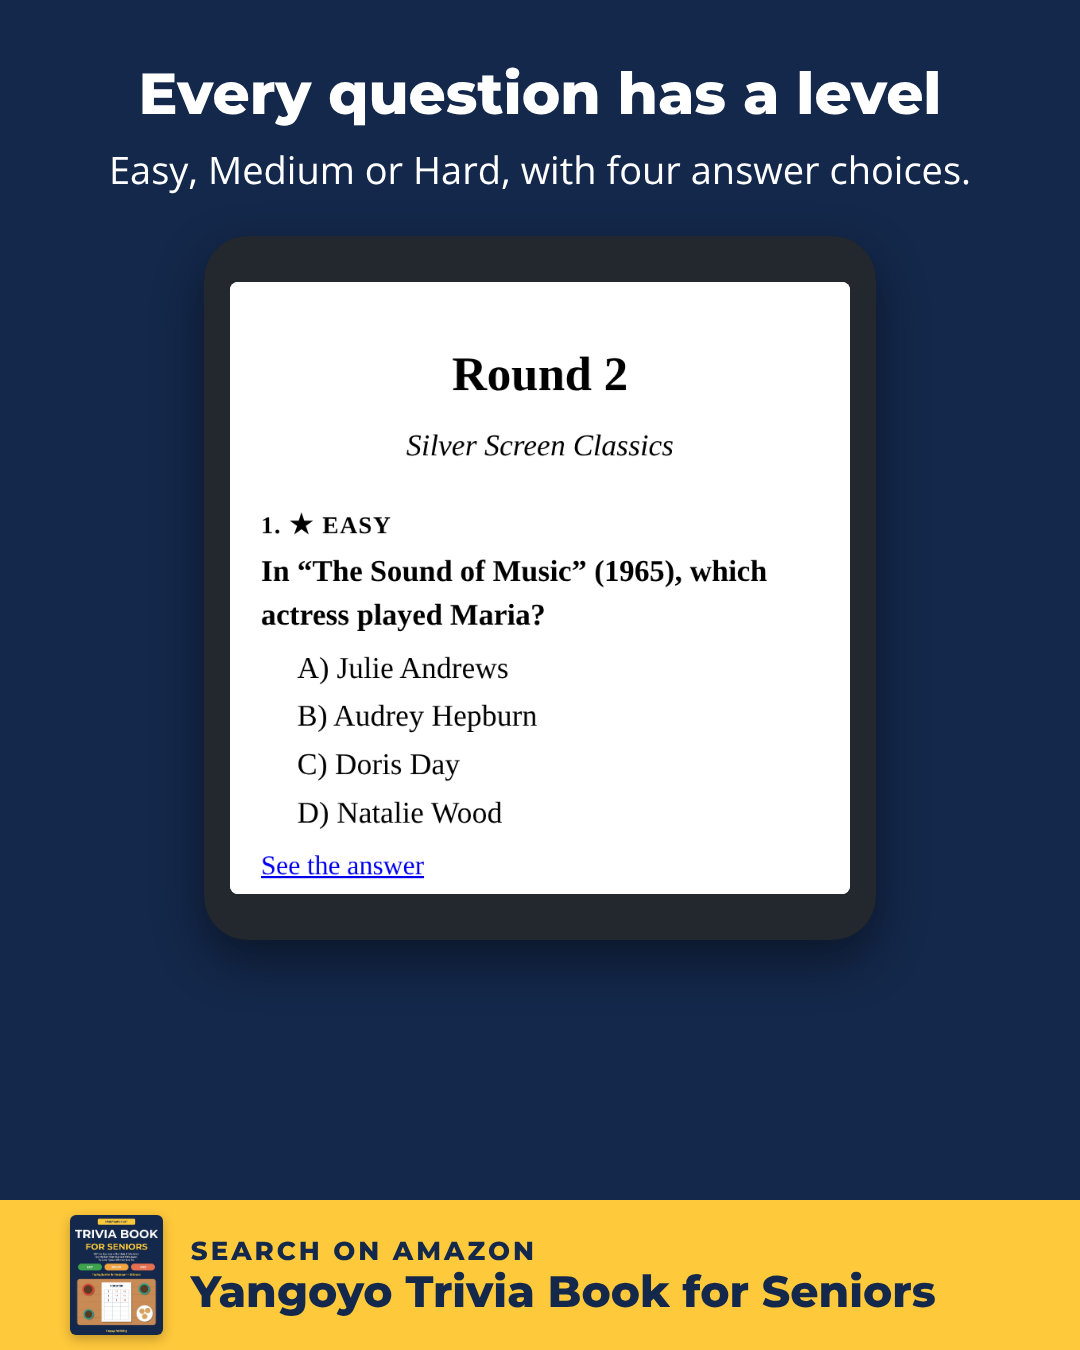 Every question has a level
Easy, Medium or Hard, with four answer choices.
Round 2
Silver Screen Classics
1. ★ EASY
In “The Sound of Music” (1965), which
actress played Maria?
A) Julie Andrews
B) Audrey Hepburn
C) Doris Day
D) Natalie Wood
See the answer
TRIVIA BOOK
FOR SENIORS
SEARCH ON AMAZON
Yangoyo Trivia Book for Seniors